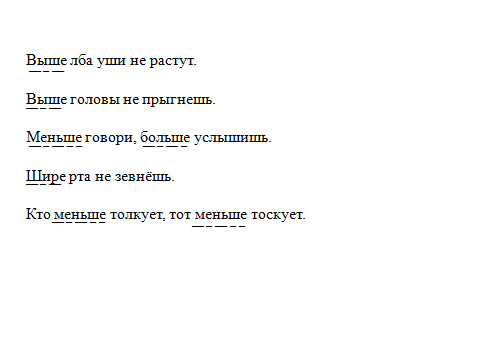 Выше лба уши не растут.
Выше головы не прыгнешь.
Меньше говори, больше услышишь.
Шире рта не зевнёшь.
Кто меньше толкует, тот меньше тоскует.